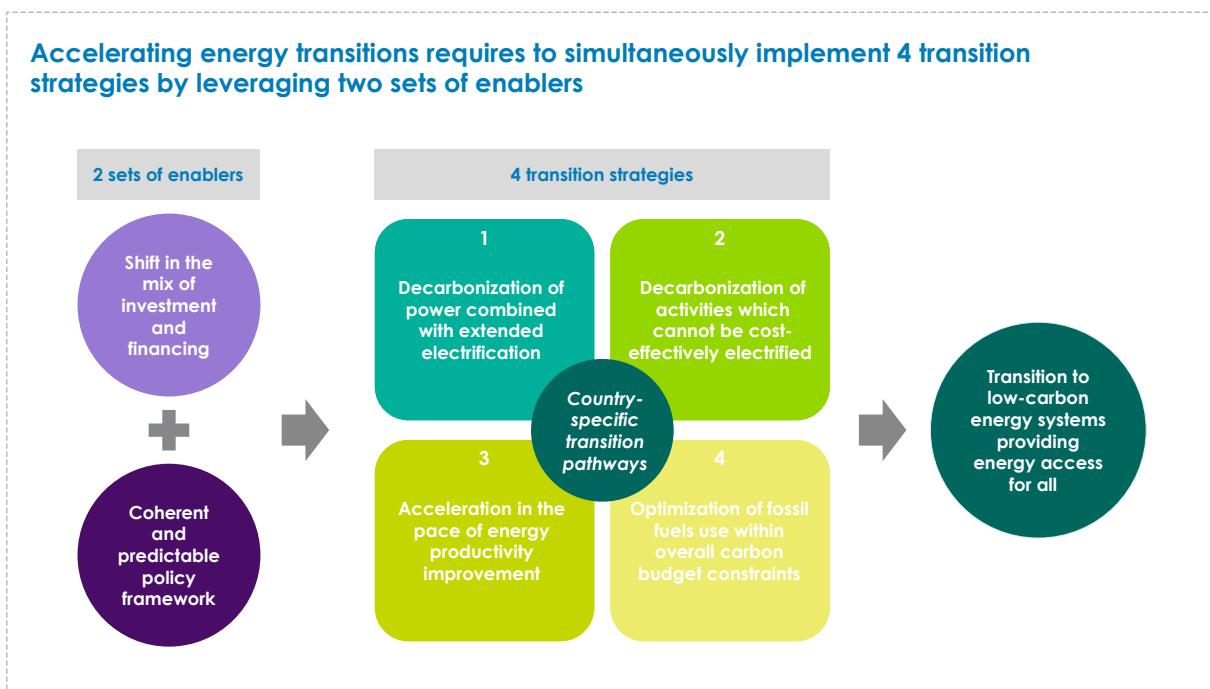 Accelerating energy transitions requires to simultaneously implement 4 transition
strategies by leveraging two sets of enablers
2 sets of enablers
4 transition strategies
Shift in the
mix of
investment
and
financing
Coherent
and
predictable
policy
framework
1
Decarbonization of
power combined
with extended
electrification
2
Decarbonization of
activities which
cannot be cost-
effectively electrified
Country-
specific
transition
pathways
3
Acceleration in the
pace of energy
productivity
improvement
4
Optimization of fossil
fuels use within
overall carbon
budget constraints
Transition to
low-carbon
energy systems
providing
energy access
for all